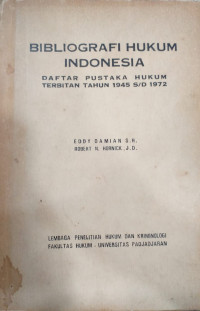 BIBLIOGRAFI HUKUM
INDONESIA
DAFTAR PUSTAKA HUKUM
TERBITAN TAHUN 1945 S/D 1972
EDDY DAMIAN S.H.
ROBERT N. HORNICK, J.D.
LEMBAGA PENELITIAN HUKUM DAN KRIMINOLOGI
FAKULTAS HUKUM - UNIVERSITAS PADJADJARAN